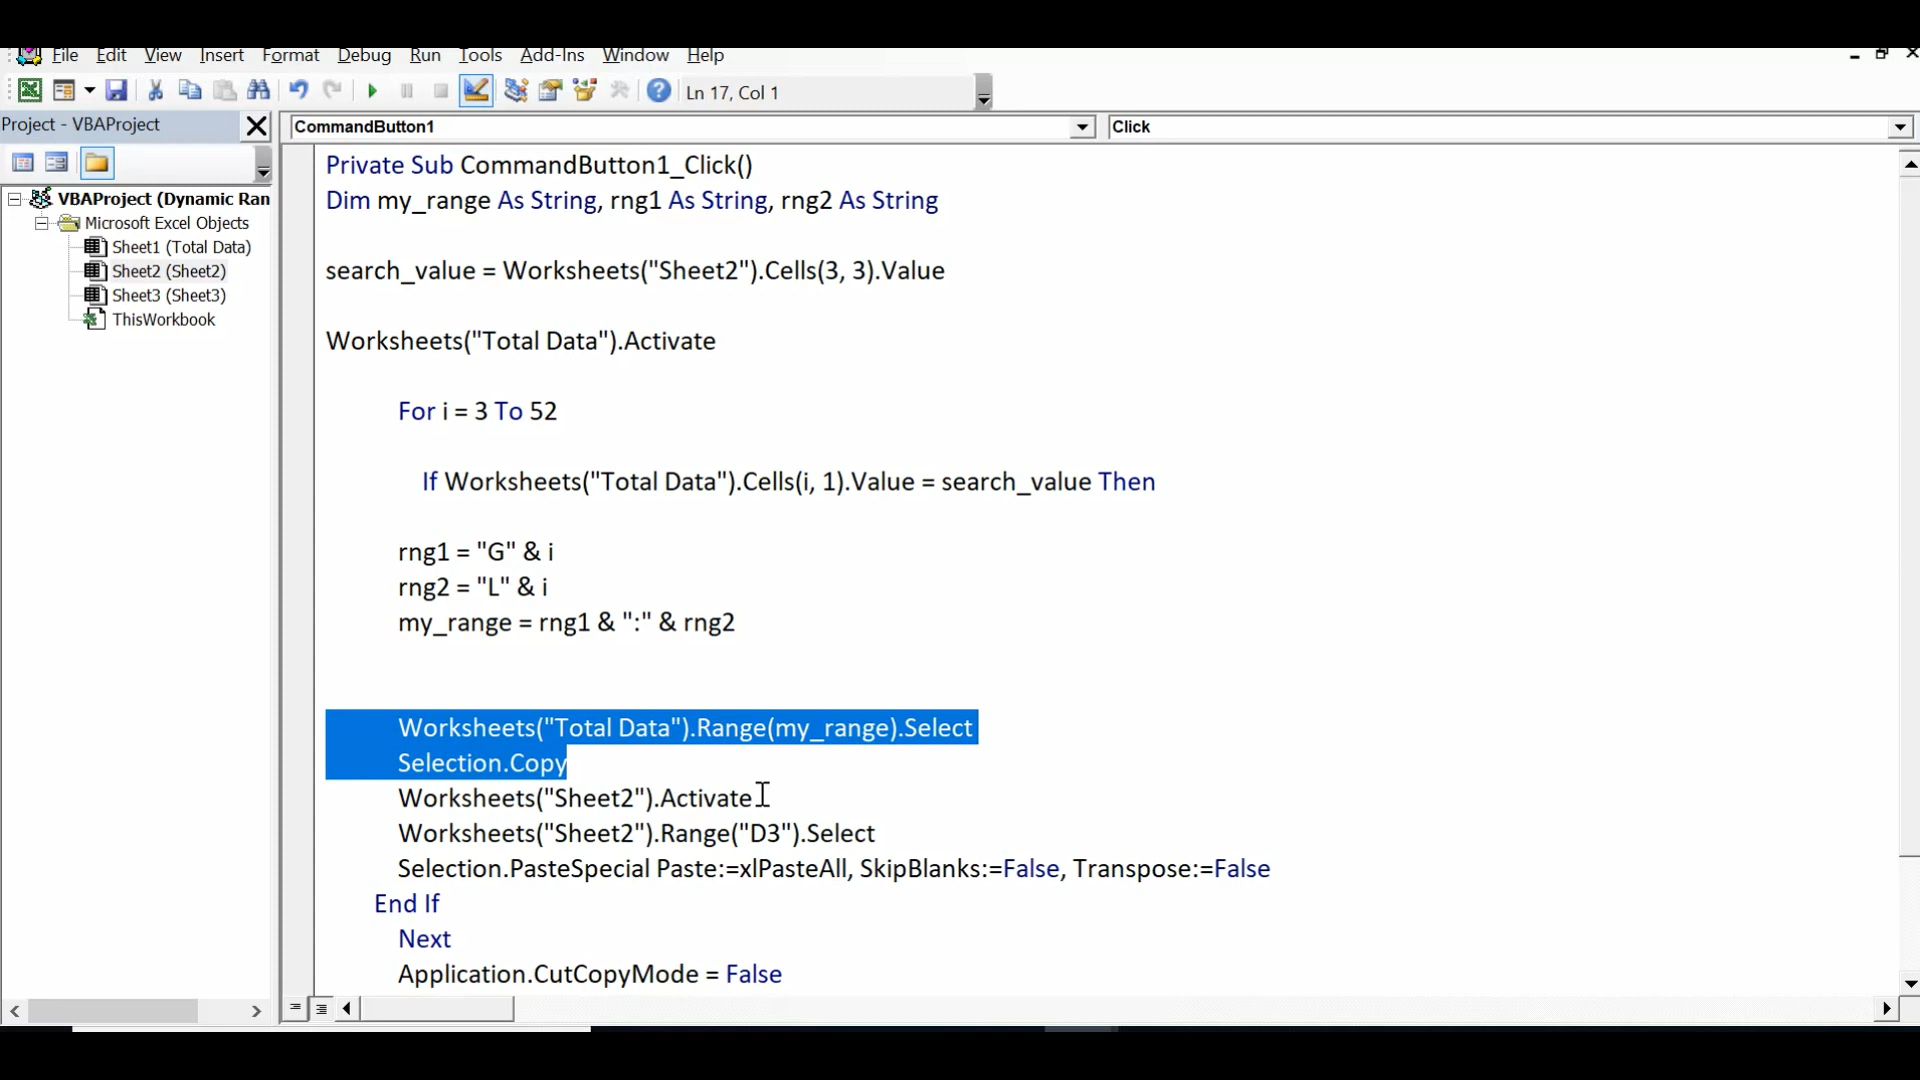 File Edit View Insert Format Debug Run Tools Add-Ins Window Help
Ln 17, Col 1
Project - VBAProject
CommandButton1
Click
VBAProject (Dynamic Ran
Microsoft Excel Objects
Sheet1 (Total Data)
Sheet2 (Sheet2)
Sheet3 (Sheet3)
ThisWorkbook
Private Sub CommandButton1_Click()
Dim my_range As String, rng1 As String, rng2 As String
search_value = Worksheets("Sheet2").Cells(3, 3).Value
Worksheets("Total Data").Activate
For i = 3 To 52
If Worksheets("Total Data").Cells(i, 1).Value = search_value Then
rng1 = "G" & i
rng2 = "L" & i
my_range = rng1 & ":" & rng2
Worksheets("Total Data").Range(my_range).Select
Selection.Copy
Worksheets("Sheet2").Activate
Worksheets("Sheet2").Range("D3").Select
Selection.PasteSpecial Paste:=xlPasteAll, SkipBlanks:=False, Transpose:=False
End If
Next
Application.CutCopyMode = False